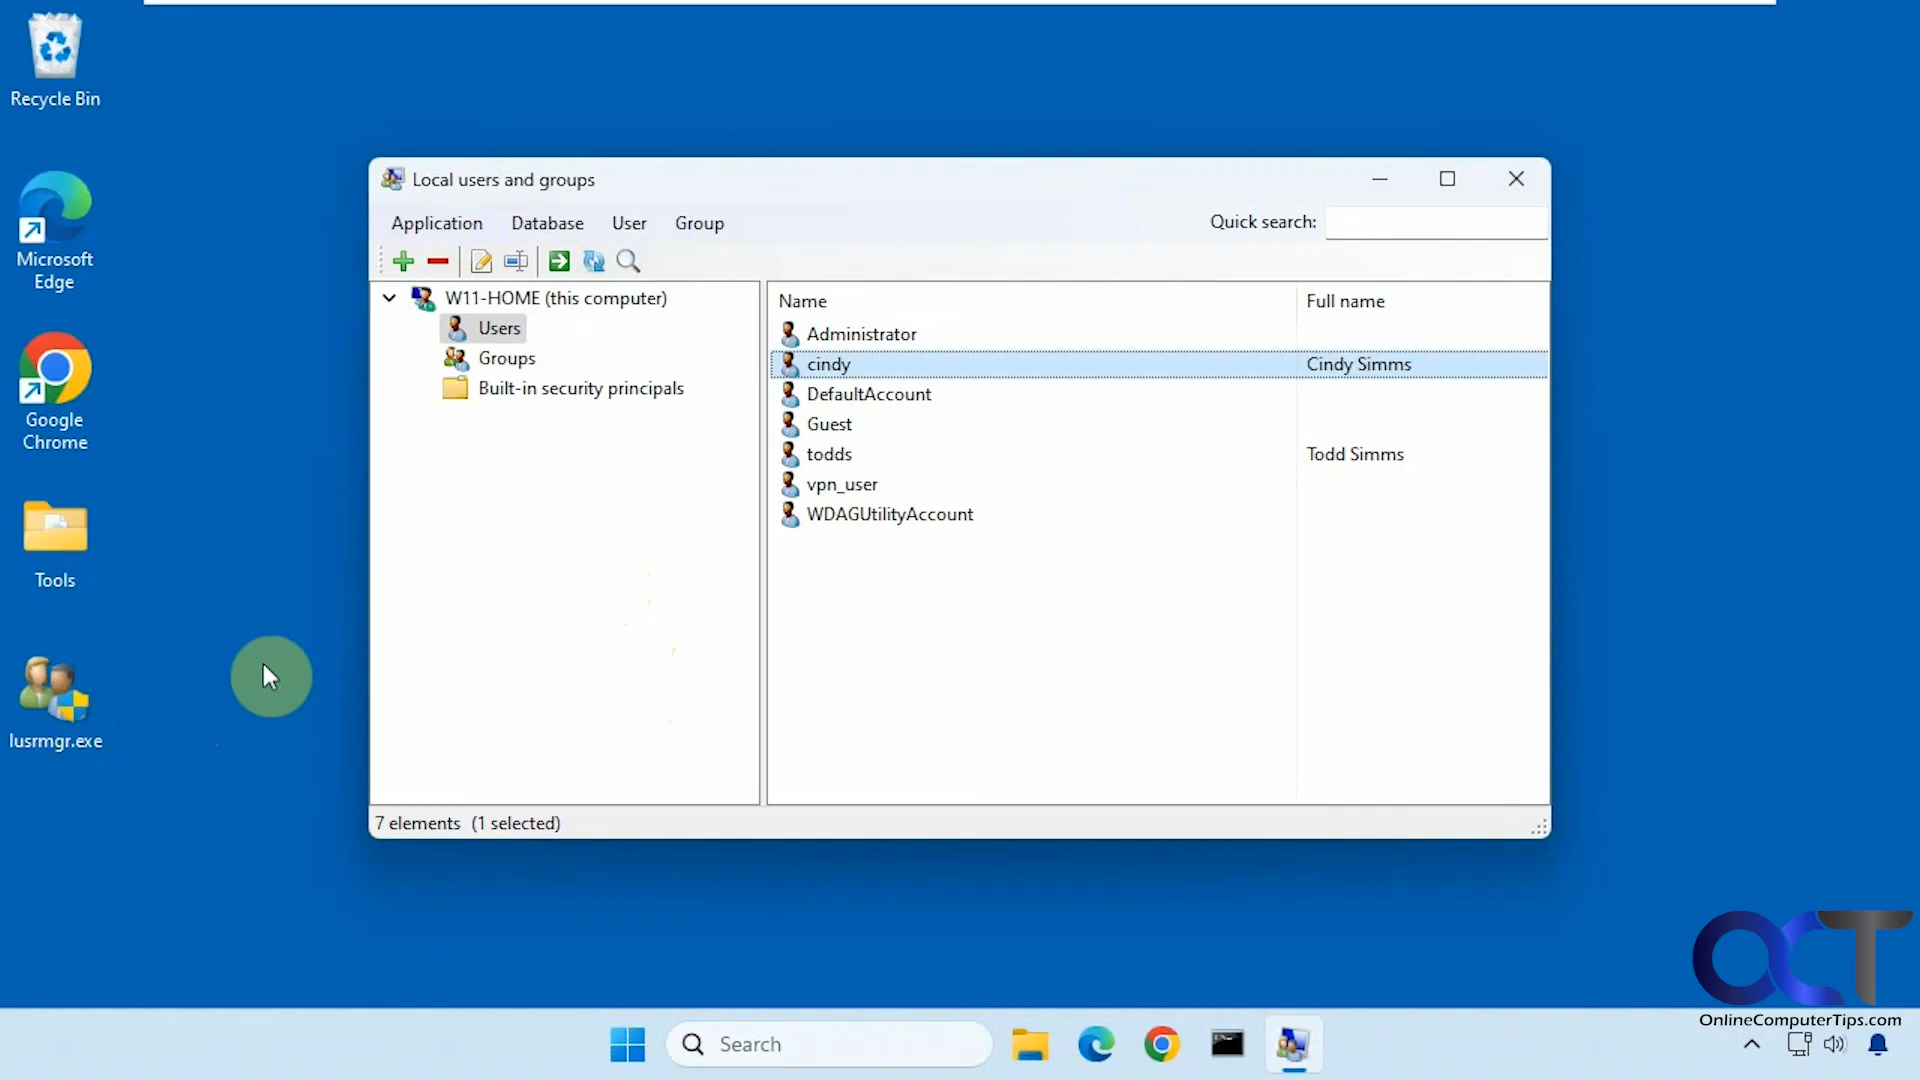 Recycle Bin
Microsoft
Edge
Google
Chrome
Tools
lusrmgr.exe
Local users and groups
Application Database User Group
Quick search:
W11-HOME (this computer)
Users
Groups
Built-in security principals
Name Full name
Administrator
cindy Cindy Simms
DefaultAccount
Guest
todds Todd Simms
vpn_user
WDAGUtilityAccount
7 elements (1 selected)
OCT
OnlineComputerTips.com
Search